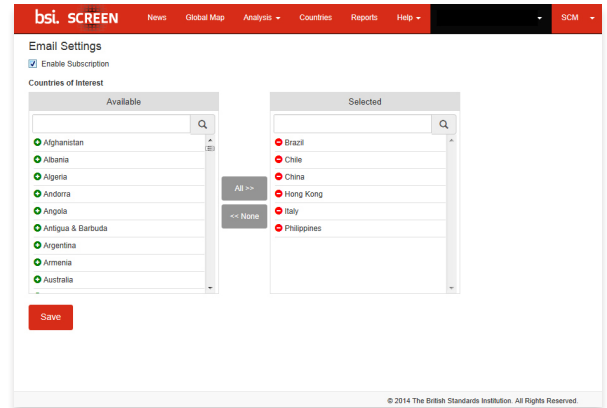 bsi. SCREEN News Global Map Analysis Countries Reports Help SCM
Email Settings
Enable Subscription
Countries of Interest
Available
Selected
Afghanistan
Albania
Algeria
Andorra
Angola
Antigua & Barbuda
Argentina
Armenia
Australia
All >>
<< None
Brazil
Chile
China
Hong Kong
Italy
Philippines
Save
© 2014 The British Standards Institution. All Rights Reserved.